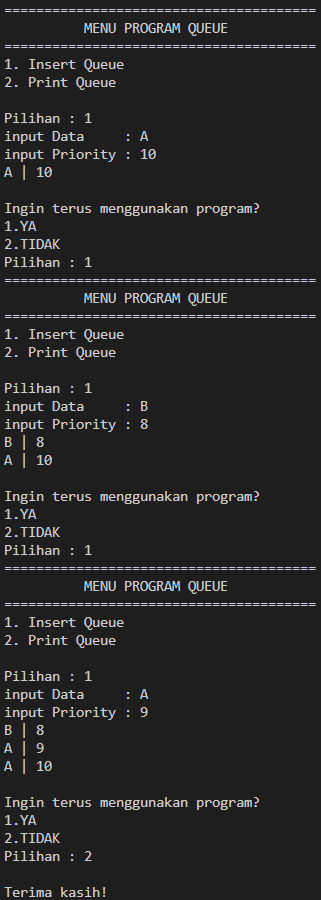 =======================================
MENU PROGRAM QUEUE
=======================================
1. Insert Queue
2. Print Queue
Pilihan : 1
input Data     : A
input Priority : 10
A | 10
Ingin terus menggunakan program?
1.YA
2.TIDAK
Pilihan : 1
=======================================
MENU PROGRAM QUEUE
=======================================
1. Insert Queue
2. Print Queue
Pilihan : 1
input Data     : B
input Priority : 8
B | 8
A | 10
Ingin terus menggunakan program?
1.YA
2.TIDAK
Pilihan : 1
=======================================
MENU PROGRAM QUEUE
=======================================
1. Insert Queue
2. Print Queue
Pilihan : 1
input Data     : A
input Priority : 9
B | 8
A | 9
A | 10
Ingin terus menggunakan program?
1.YA
2.TIDAK
Pilihan : 2
Terima kasih!